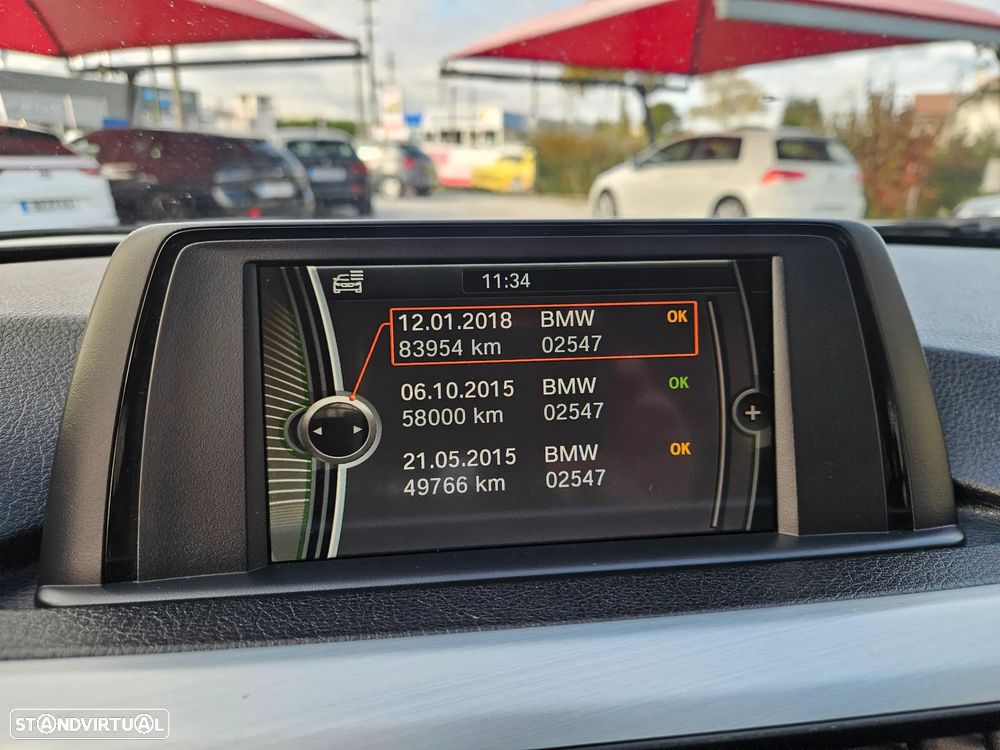 11:34
12.01.2018 BMW OK
83954 km 02547
06.10.2015 BMW OK
58000 km 02547
21.05.2015 BMW OK
49766 km 02547
STANDVIRTUAL